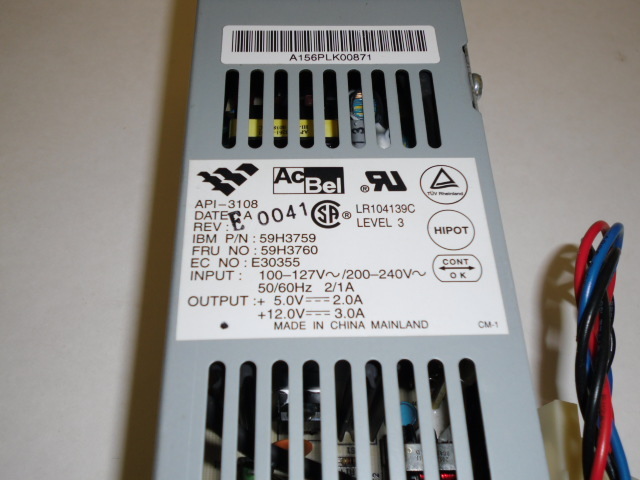 A156PLK00871
AcBel
API-3108
DATE: A
E 0041
REV:
LR104139C
LEVEL 3
TÜV Rheinland
IBM P/N : 59H3759
FRU NO : 59H3760
EC NO : E30355
HIPOT
CONT
OK
INPUT : 100-127V~/200-240V~
50/60Hz 2/1A
OUTPUT :+ 5.0V⎓2.0A
+12.0V⎓3.0A
MADE IN CHINA MAINLAND
CM-1